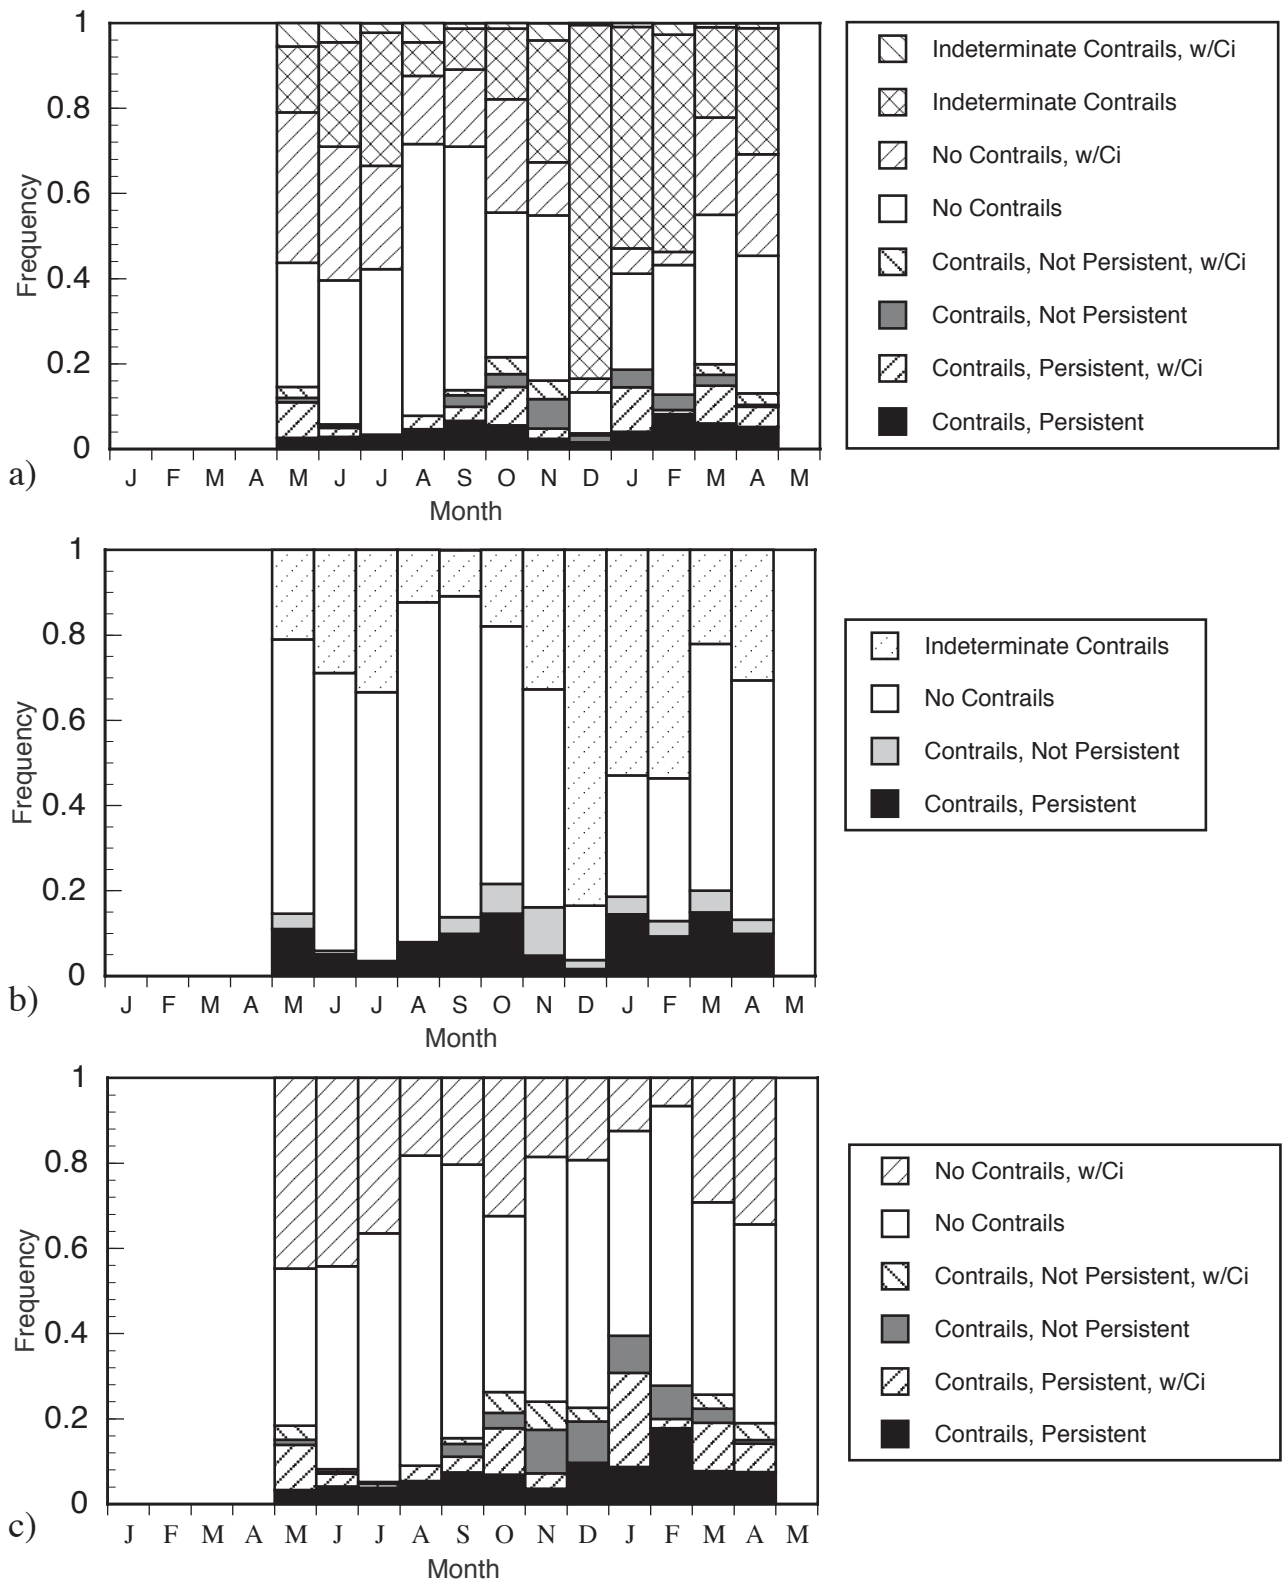 1
0.8
0.6
0.4
0.2
0
Frequency
a)
J F M A M J J A S O N D J F M A M
Month
Indeterminate Contrails, w/Ci
Indeterminate Contrails
No Contrails, w/Ci
No Contrails
Contrails, Not Persistent, w/Ci
Contrails, Not Persistent
Contrails, Persistent, w/Ci
Contrails, Persistent
1
0.8
0.6
0.4
0.2
0
Frequency
b)
J F M A M J J A S O N D J F M A M
Month
Indeterminate Contrails
No Contrails
Contrails, Not Persistent
Contrails, Persistent
1
0.8
0.6
0.4
0.2
0
Frequency
c)
J F M A M J J A S O N D J F M A M
Month
No Contrails, w/Ci
No Contrails
Contrails, Not Persistent, w/Ci
Contrails, Not Persistent
Contrails, Persistent, w/Ci
Contrails, Persistent